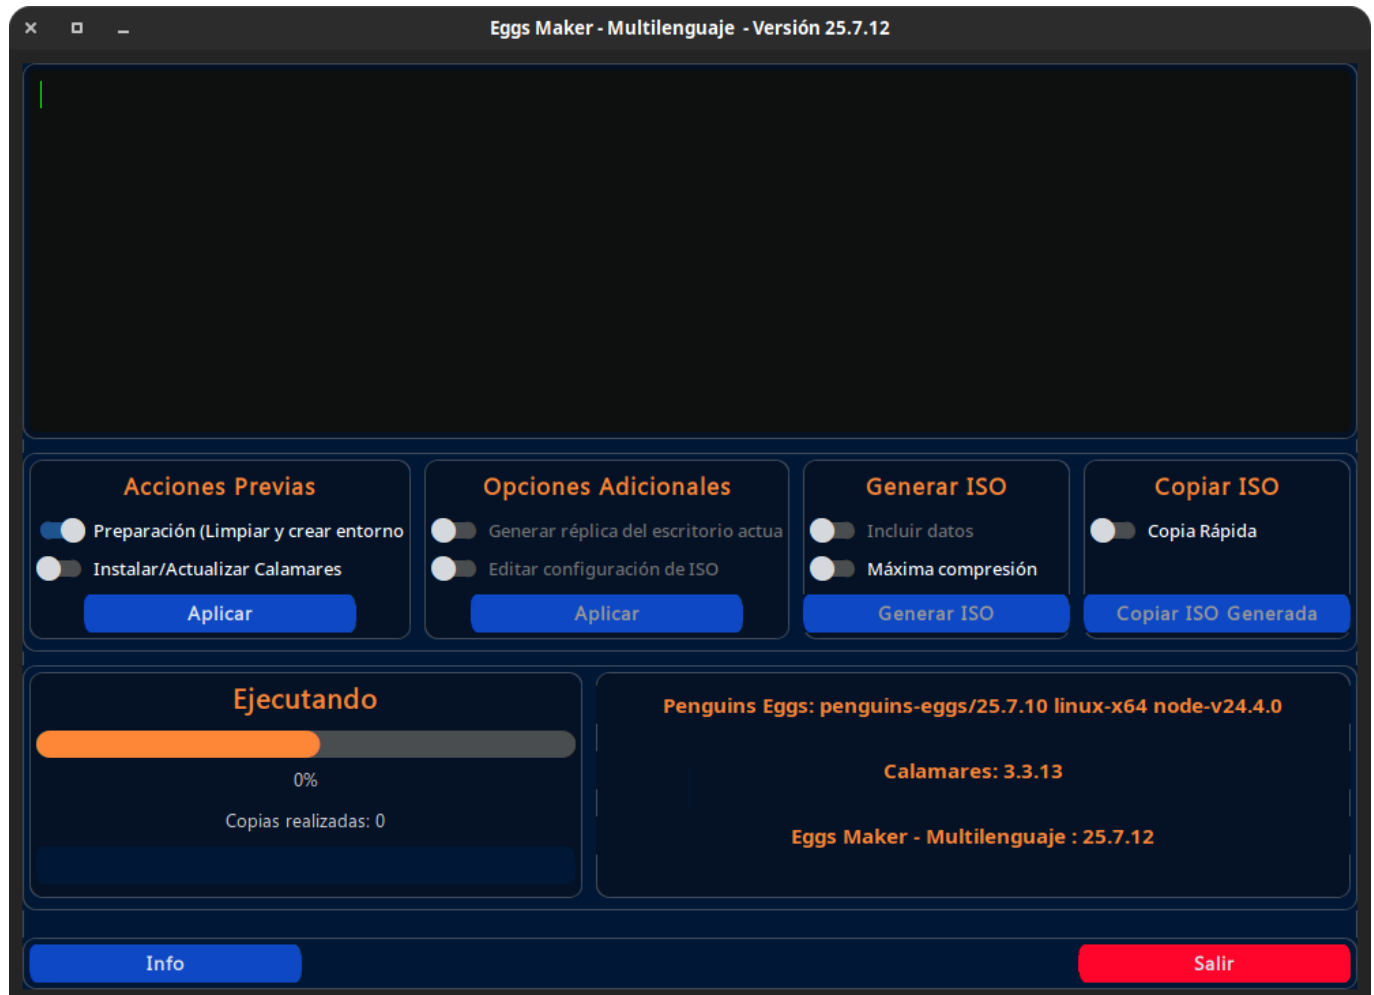 Eggs Maker - Multilenguaje - Versión 25.7.12
Acciones Previas
Preparación (Limpiar y crear entorno
Instalar/Actualizar Calamares
Aplicar
Opciones Adicionales
Generar réplica del escritorio actua
Editar configuración de ISO
Aplicar
Generar ISO
Incluir datos
Máxima compresión
Generar ISO
Copiar ISO
Copia Rápida
Copiar ISO Generada
Ejecutando
0%
Copias realizadas: 0
Penguins Eggs: penguins-eggs/25.7.10 linux-x64 node-v24.4.0
Calamares: 3.3.13
Eggs Maker - Multilenguaje : 25.7.12
Info
Salir